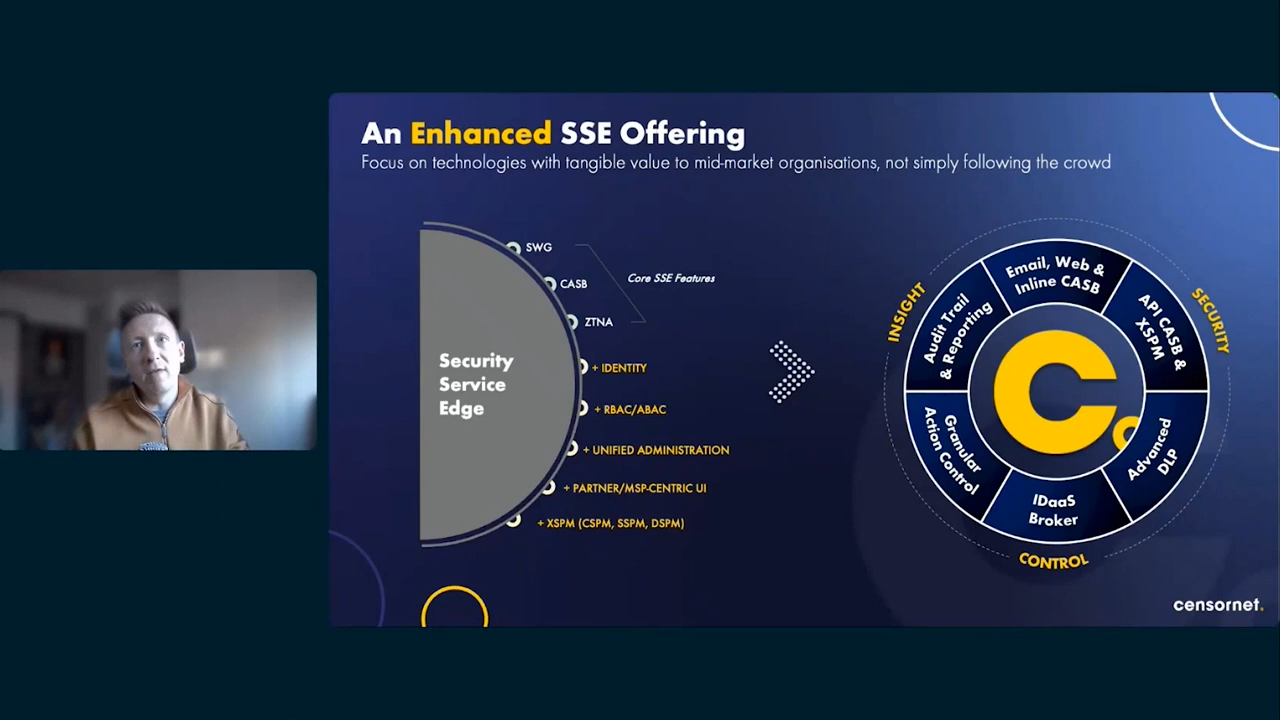 An Enhanced SSE Offering
Focus on technologies with tangible value to mid-market organisations, not simply following the crowd
Security
Service
Edge
SWG
CASB
ZTNA
Core SSE Features
+ IDENTITY
+ RBAC/ABAC
+ UNIFIED ADMINISTRATION
+ PARTNER/MSP-CENTRIC UI
+ XSPM (CSPM, SSPM, DSPM)
INSIGHT
SECURITY
CONTROL
Email, Web &
Inline CASB
API CASB &
XSPM
Advanced
DLP
IDaaS
Broker
Granular
Action Control
Audit Trail
& Reporting
censornet.